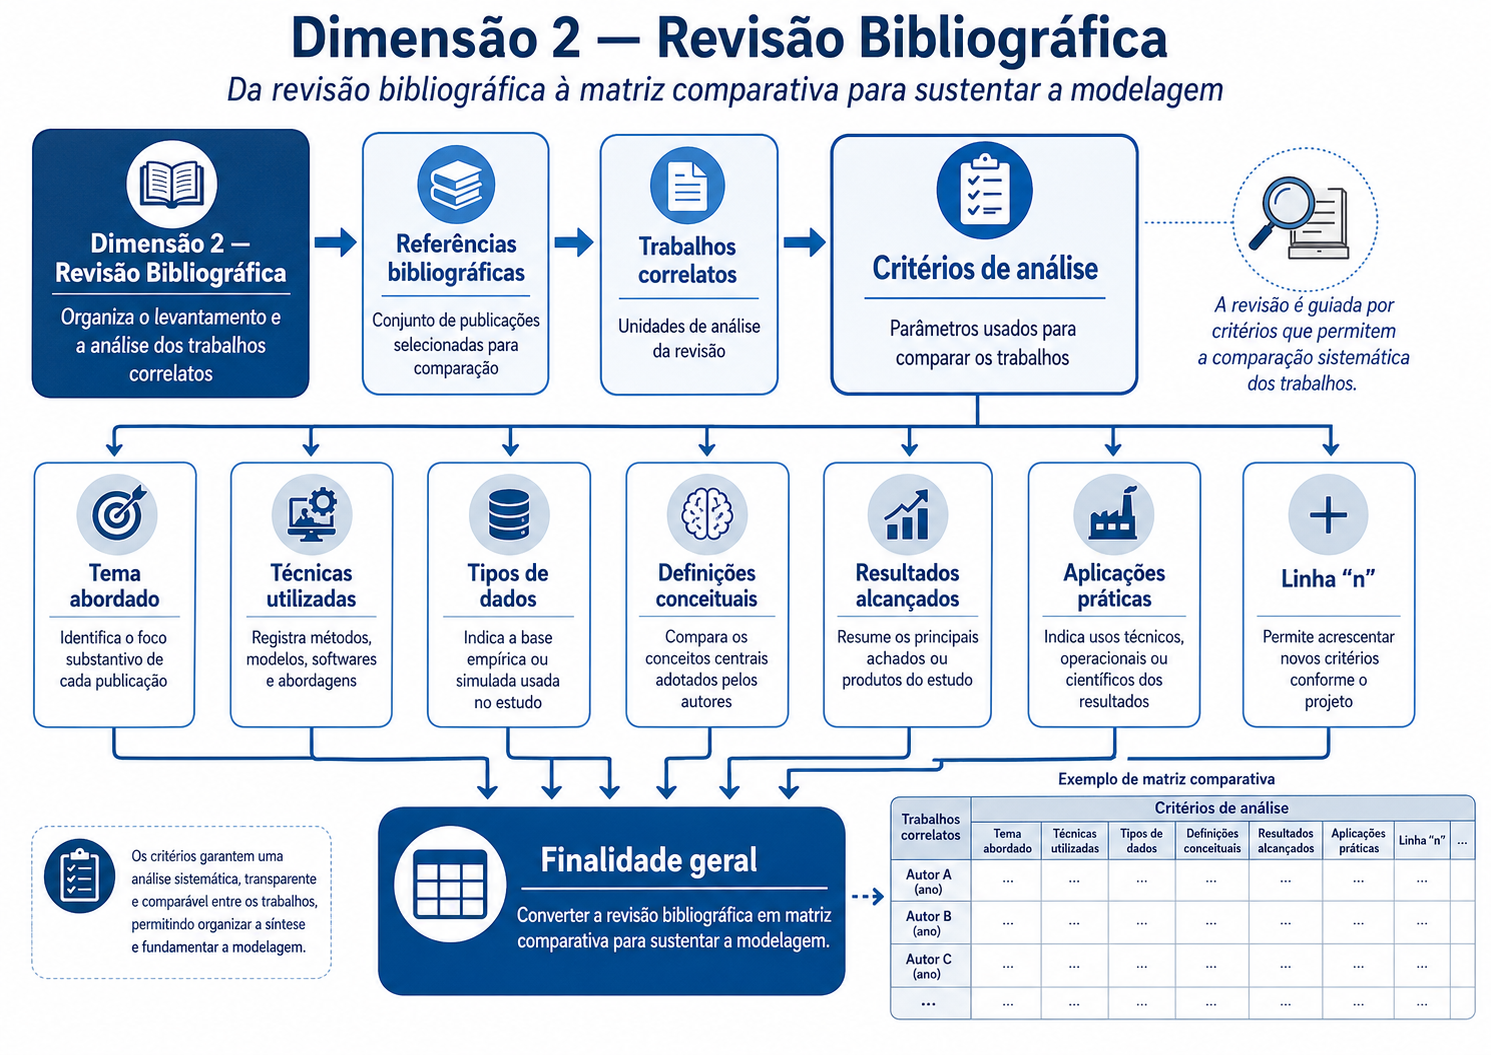 Dimensão 2 — Revisão Bibliográfica
Da revisão bibliográfica à matriz comparativa para sustentar a modelagem
Dimensão 2 —
Revisão Bibliográfica
Organiza o levantamento e
a análise dos trabalhos
correlatos
Referências
bibliográficas
Conjunto de publicações
selecionadas para
comparação
Trabalhos
correlatos
Unidades de análise
da revisão
Critérios de análise
Parâmetros usados para
comparar os trabalhos
A revisão é guiada por
critérios que permitem
a comparação sistemática
dos trabalhos.
Tema
abordado
Identifica o foco
substantivo de
cada publicação
Técnicas
utilizadas
Registra métodos,
modelos, softwares
e abordagens
Tipos de
dados
Indica a base
empírica ou
simulada usada
no estudo
Definições
conceituais
Compara os
conceitos centrais
adotados pelos
autores
Resultados
alcançados
Resume os principais
achados ou
produtos do estudo
Aplicações
práticas
Indica usos técnicos,
operacionais ou
científicos dos
resultados
Linha “n”
Permite acrescentar
novos critérios
conforme o
projeto
Os critérios garantem uma
análise sistemática, transparente
e comparável entre os trabalhos,
permitindo organizar a síntese
e fundamentar a modelagem.
Finalidade geral
Converter a revisão bibliográfica em matriz
comparativa para sustentar a modelagem.
Exemplo de matriz comparativa
Trabalhos
correlatos
Critérios de análise
Tema
abordado
Técnicas
utilizadas
Tipos de
dados
Definições
conceituais
Resultados
alcançados
Aplicações
práticas
Linha “n”
...
Autor A
(ano)
... ... ... ... ... ... ...
Autor B
(ano)
... ... ... ... ... ... ...
Autor C
(ano)
... ... ... ... ... ... ...
... ... ... ... ... ... ... ...